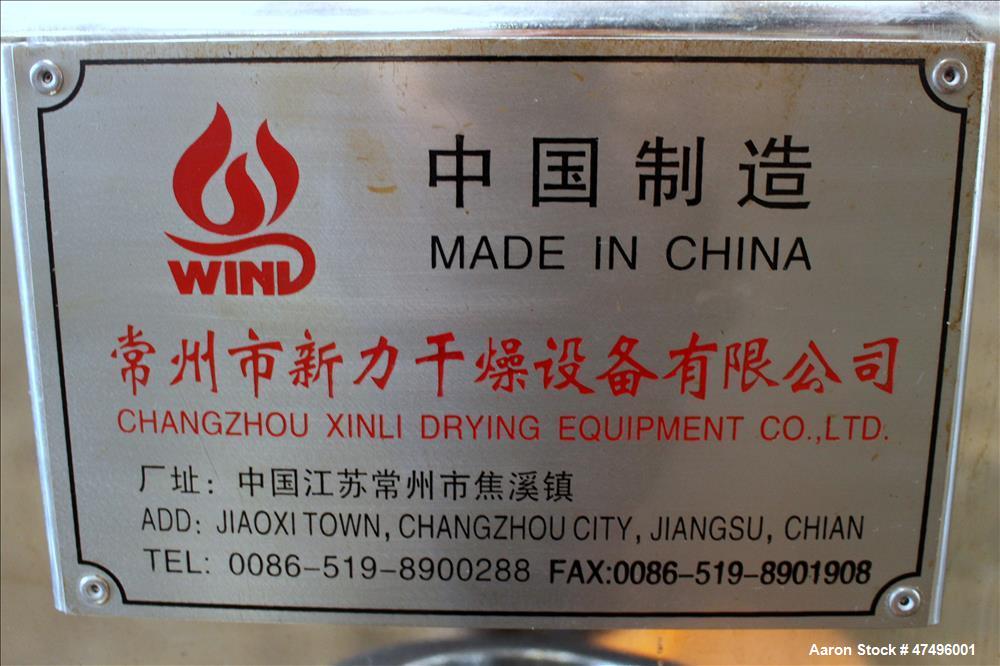 WIND
中国制造
MADE IN CHINA
常州市新力干燥设备有限公司
CHANGZHOU XINLI DRYING EQUIPMENT CO.,LTD.
厂址：中国江苏常州市焦溪镇
ADD: JIAOXI TOWN, CHANGZHOU CITY, JIANGSU, CHIAN
TEL: 0086-519-8900288 FAX:0086-519-8901908
Aaron Stock # 47496001